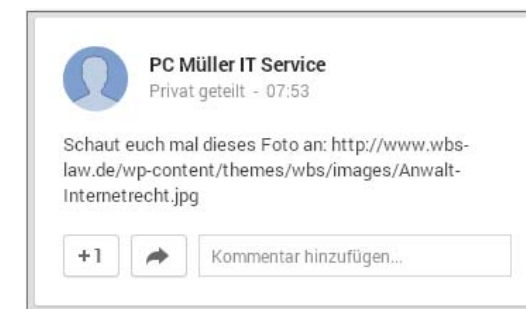 PC Müller IT Service
Privat geteilt - 07:53
Schaut euch mal dieses Foto an: http://www.wbs-
law.de/wp-content/themes/wbs/images/Anwalt-
Internetrecht.jpg
+1
Kommentar hinzufügen...